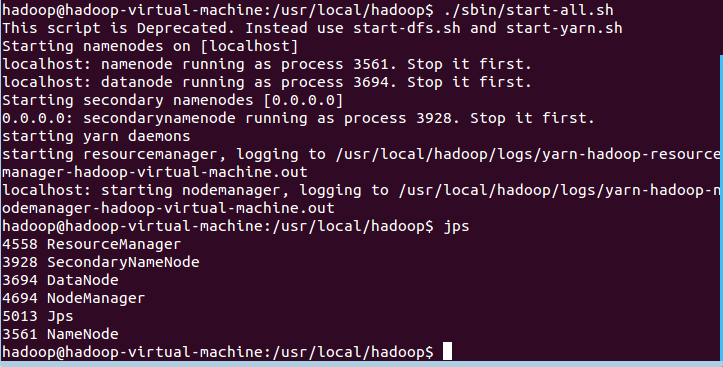 hadoop@hadoop-virtual-machine:/usr/local/hadoop$ ./sbin/start-all.sh
This script is Deprecated. Instead use start-dfs.sh and start-yarn.sh
Starting namenodes on [localhost]
localhost: namenode running as process 3561. Stop it first.
localhost: datanode running as process 3694. Stop it first.
Starting secondary namenodes [0.0.0.0]
0.0.0.0: secondarynamenode running as process 3928. Stop it first.
starting yarn daemons
starting resourcemanager, logging to /usr/local/hadoop/logs/yarn-hadoop-resource
manager-hadoop-virtual-machine.out
localhost: starting nodemanager, logging to /usr/local/hadoop/logs/yarn-hadoop-n
odemanager-hadoop-virtual-machine.out
hadoop@hadoop-virtual-machine:/usr/local/hadoop$ jps
4558 ResourceManager
3928 SecondaryNameNode
3694 DataNode
4694 NodeManager
5013 Jps
3561 NameNode
hadoop@hadoop-virtual-machine:/usr/local/hadoop$